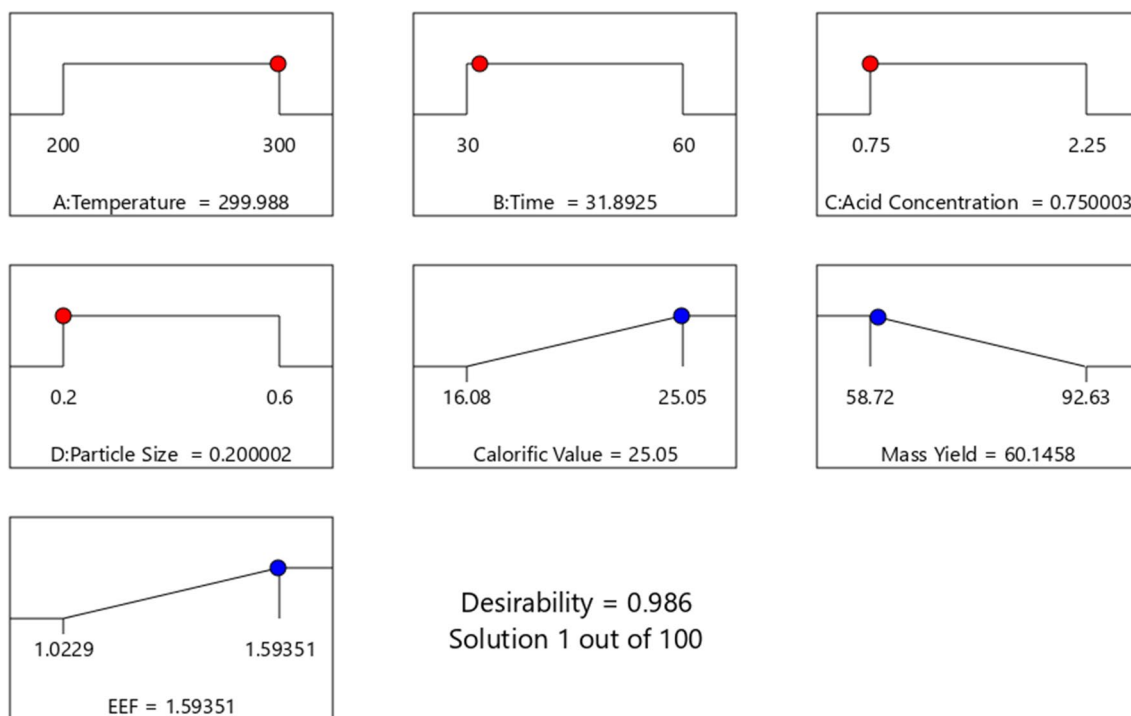 200 300
A:Temperature = 299.988
30 60
B:Time = 31.8925
0.75 2.25
C:Acid Concentration = 0.750003
0.2 0.6
D:Particle Size = 0.200002
16.08 25.05
Calorific Value = 25.05
58.72 92.63
Mass Yield = 60.1458
1.0229 1.59351
EEF = 1.59351
Desirability = 0.986
Solution 1 out of 100